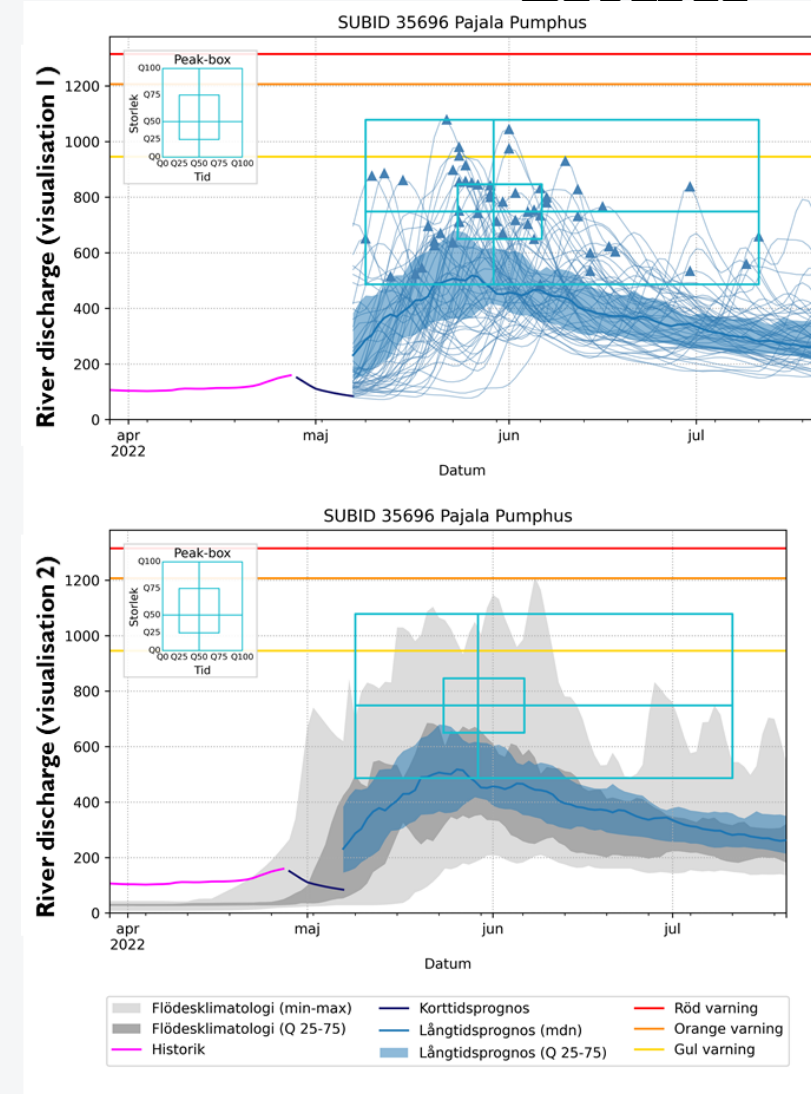 SUBID 35696 Pajala Pumphus
River discharge (visualisation 1)
1200
1000
800
600
400
200
0
Peak-box
Q100
Q75
Q50
Q25
Q0
Storlek
Q0 Q25 Q50 Q75 Q100
Tid
apr
2022
maj
jun
jul
Datum
SUBID 35696 Pajala Pumphus
River discharge (visualisation 2)
1200
1000
800
600
400
200
0
Peak-box
Q100
Q75
Q50
Q25
Q0
Storlek
Q0 Q25 Q50 Q75 Q100
Tid
apr
2022
maj
jun
jul
Datum
Flödesklimatologi (min-max)
Flödesklimatologi (Q 25-75)
Historik
Korttidsprognos
Långtidsprognos (mdn)
Långtidsprognos (Q 25-75)
Röd varning
Orange varning
Gul varning